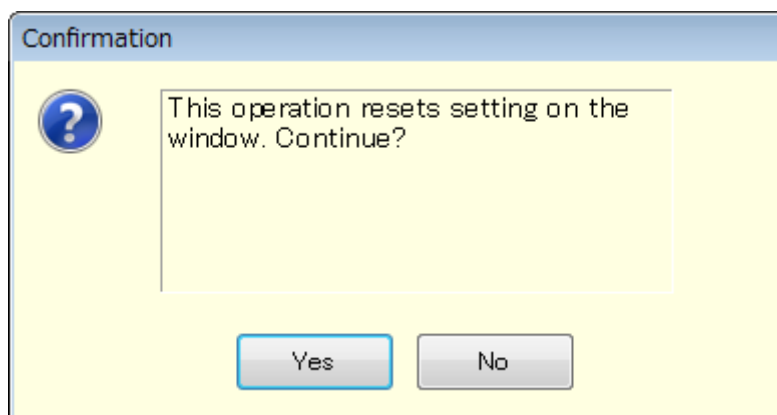 Confirmation
This operation resets setting on the
window. Continue?
Yes
No